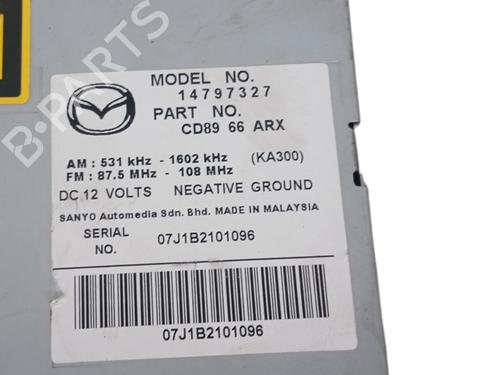 MODEL NO.
14797327
PART NO.
CD89 66 ARX
AM : 531 kHz - 1602 kHz (KA300)
FM : 87.5 MHz - 108 MHz
DC 12 VOLTS NEGATIVE GROUND
SANYO Automedia Sdn. Bhd. MADE IN MALAYSIA
SERIAL NO. 07J1B2101096
07J1B2101096
B-PARTS